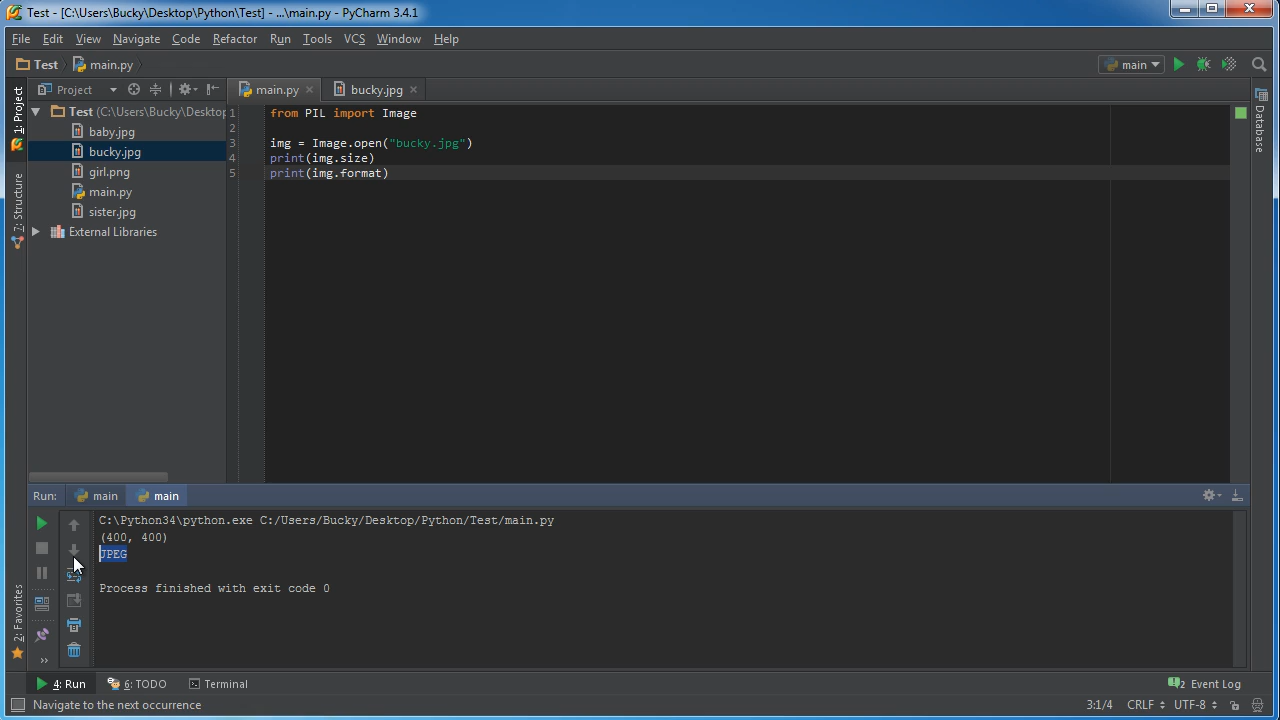 Test - [C:\Users\Bucky\Desktop\Python\Test] - ...\main.py - PyCharm 3.4.1
File Edit View Navigate Code Refactor Run Tools VCS Window Help
Test main.py main
1: Project
Project
main.py
bucky.jpg
Test (C:\Users\Bucky\Desktop
baby.jpg
bucky.jpg
girl.png
main.py
sister.jpg
External Libraries
7: Structure
2: Favorites
Database
1 from PIL import Image
2
3 img = Image.open("bucky.jpg")
4 print(img.size)
5 print(img.format)
Run: main main
C:\Python34\python.exe C:/Users/Bucky/Desktop/Python/Test/main.py
(400, 400)
JPEG
Process finished with exit code 0
4: Run 6: TODO Terminal 2 Event Log
Navigate to the next occurrence 3:1/4 CRLF UTF-8